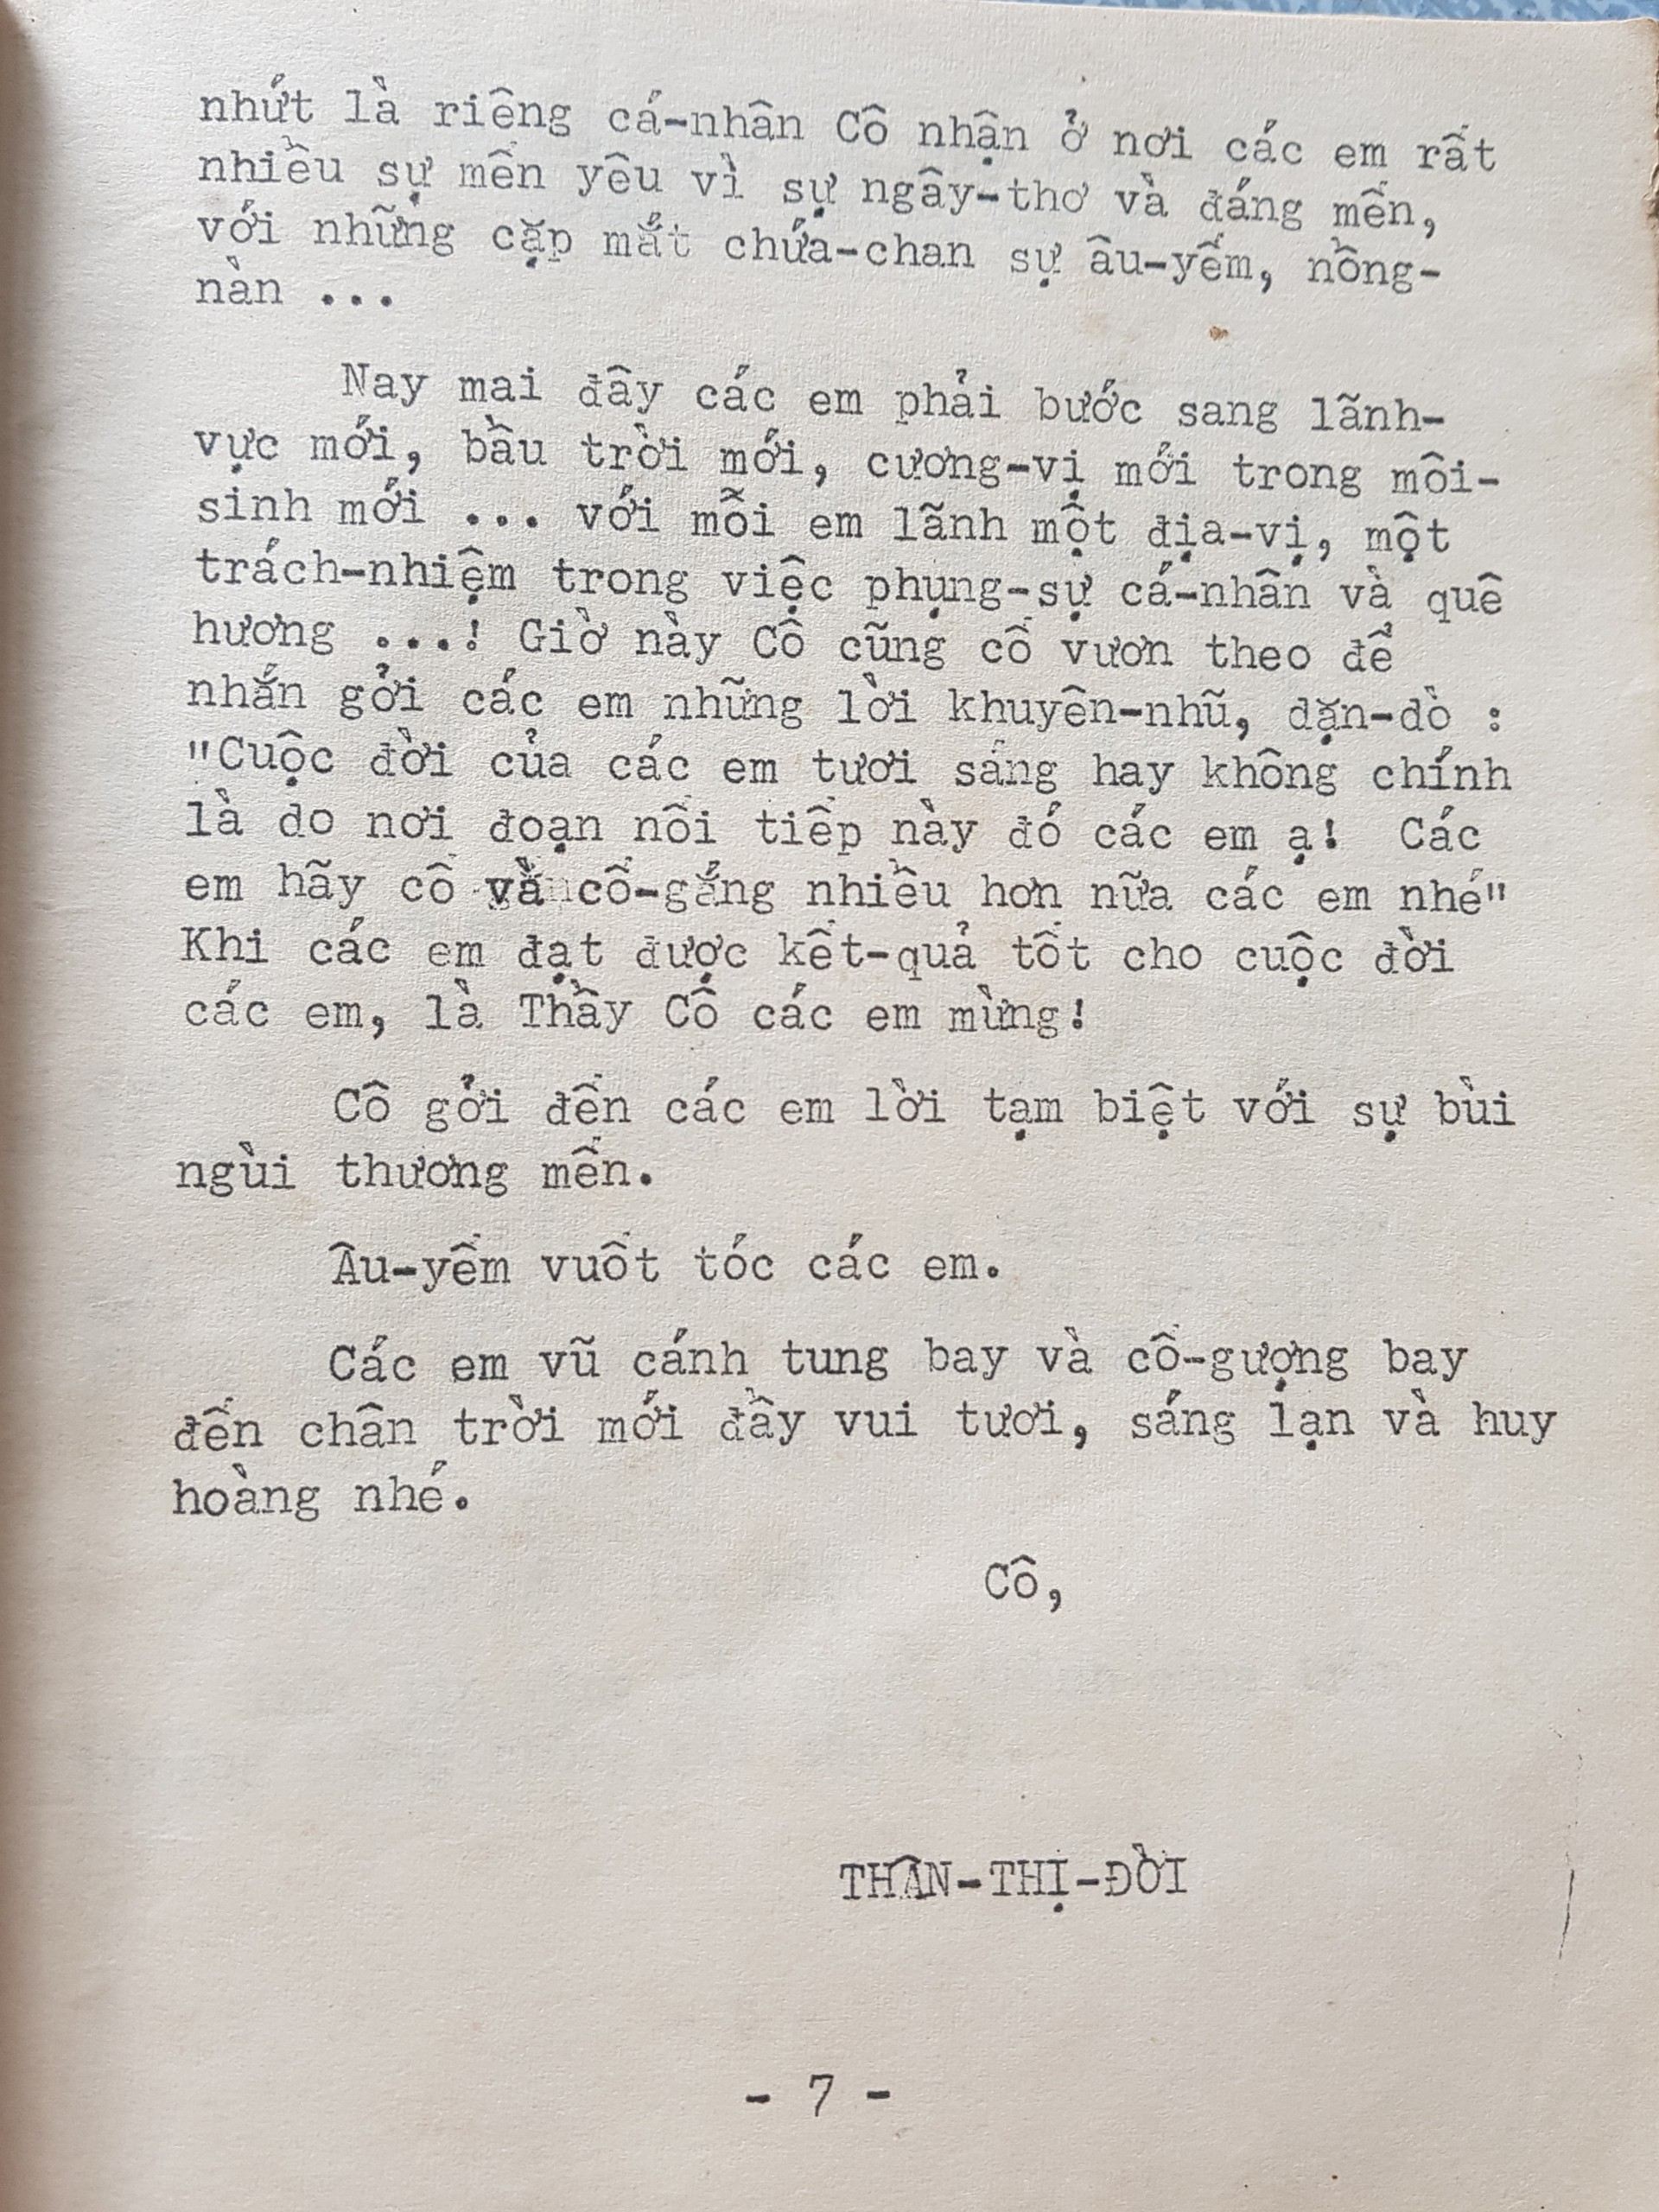 nhứt là riêng cá-nhân Cô nhận ở nơi các em rất
nhiều sự mến yêu vì sự ngây-thơ và đáng mến,
với những cặp mắt chứa-chan sự âu-yếm, nồng-
nàn ...
Nay mai đây các em phải bước sang lãnh-
vực mới, bầu trời mới, cương-vị mới trong môi-
sinh mới ... với mỗi em lãnh một địa-vị, một
trách-nhiệm trong việc phụng-sự cá-nhân và quê
hương ...! Giờ này Cô cũng cố vươn theo để
nhắn gởi các em những lời khuyên-nhũ, dặn-dò :
"Cuộc đời của các em tươi sáng hay không chính
là do nơi đoạn nối tiếp này đó các em ạ! Các
em hãy cố và cố-gắng nhiều hơn nữa các em nhé"
Khi các em đạt được kết-quả tốt cho cuộc đời
các em, là Thầy Cô các em mừng!
Cô gởi đến các em lời tạm biệt với sự bùi
ngùi thương mến.
Âu-yếm vuốt tóc các em.
Các em vũ cánh tung bay và cố-gượng bay
đến chân trời mới đầy vui tươi, sáng lạn và huy
hoàng nhé.
Cô,
THÂN-THỊ-ĐỜI
- 7 -